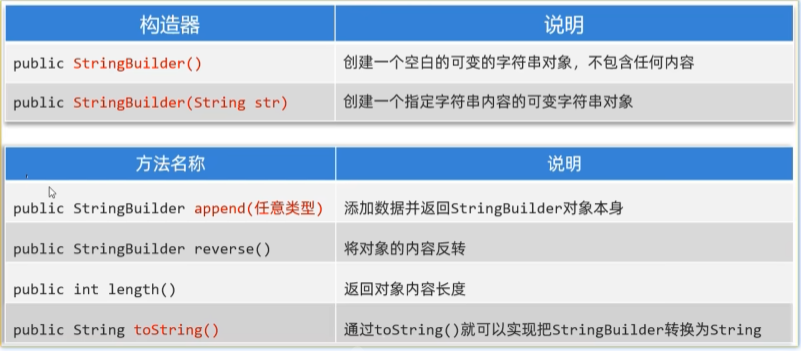 构造器 说明
public StringBuilder() 创建一个空白的可变的字符串对象，不包含任何内容
public StringBuilder(String str) 创建一个指定字符串内容的可变字符串对象
方法名称 说明
public StringBuilder append(任意类型) 添加数据并返回StringBuilder对象本身
public StringBuilder reverse() 将对象的内容反转
public int length() 返回对象内容长度
public String toString() 通过toString()就可以实现把StringBuilder转换为String